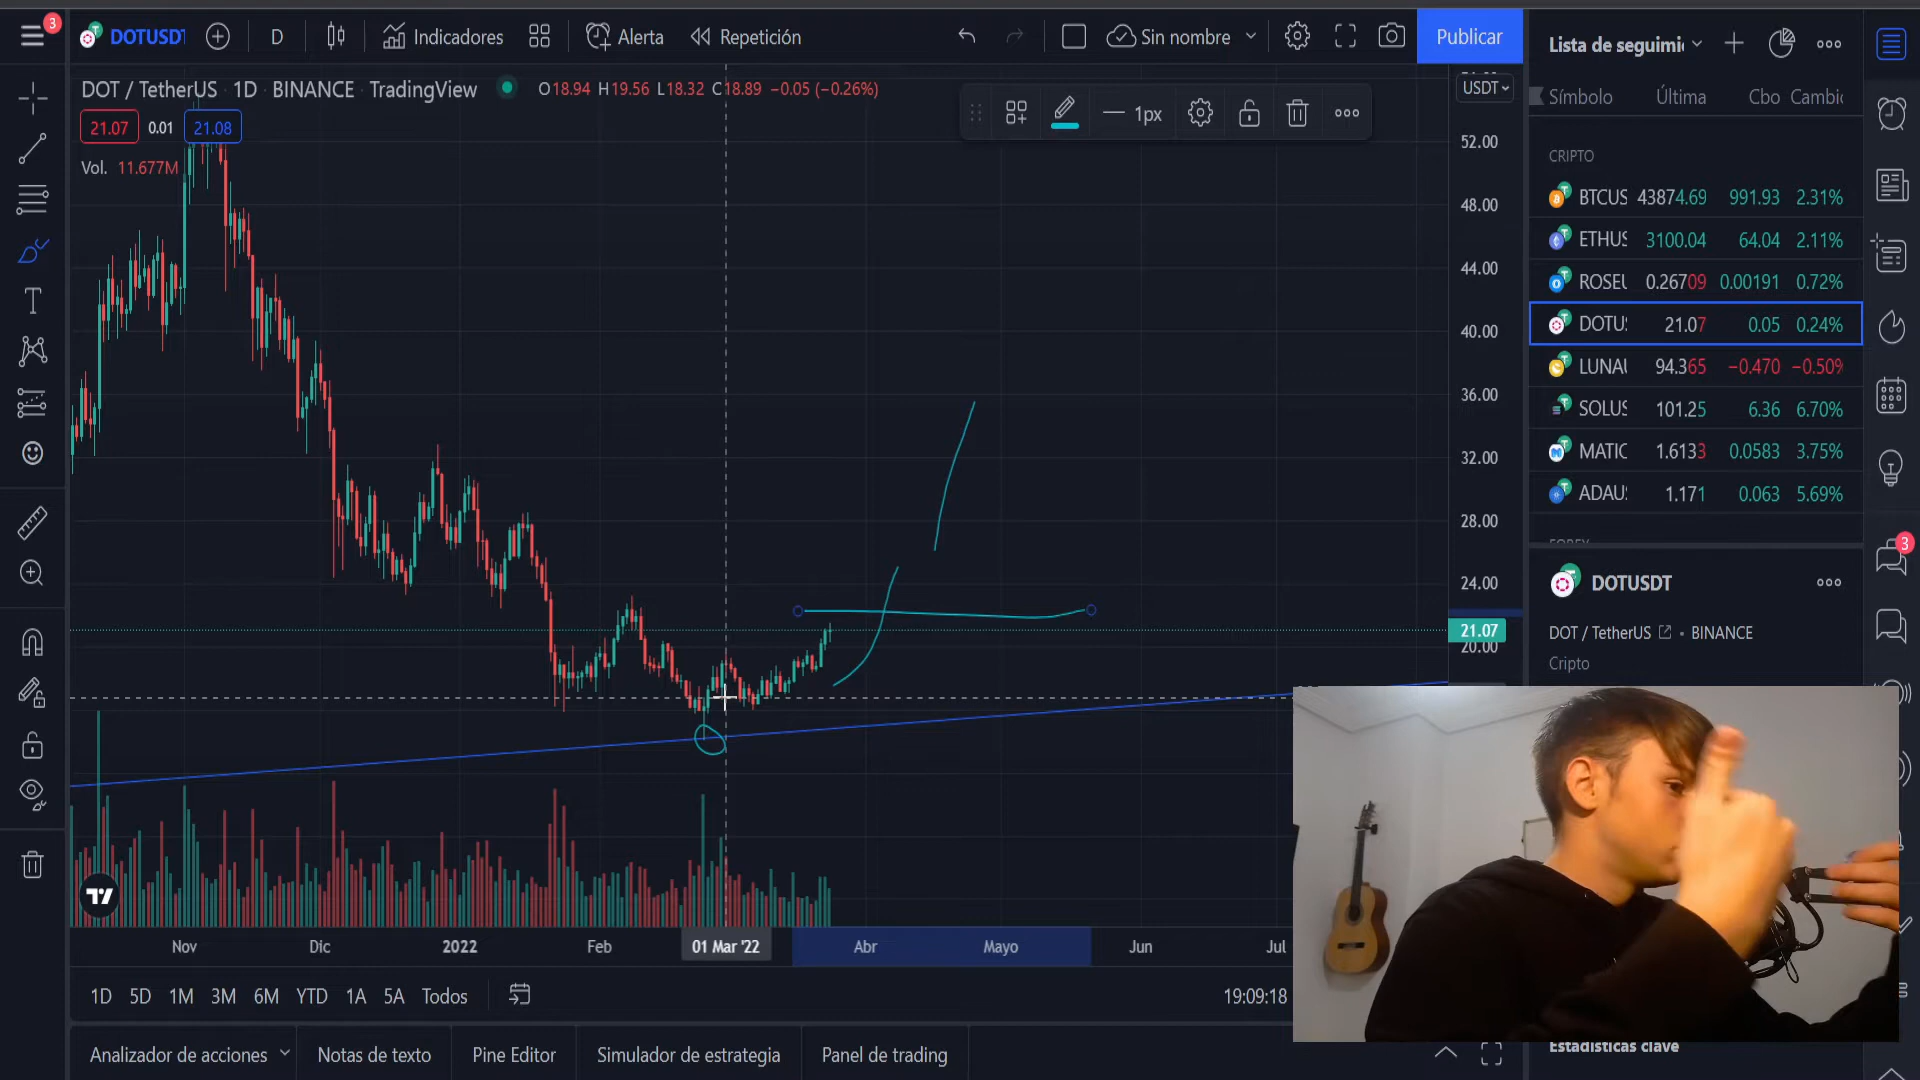 3
DOTUSDT
D
Indicadores
Alerta
Repetición
Sin nombre
Publicar
Lista de seguimi
DOT / TetherUS · 1D · BINANCE · TradingView
O18.94 H19.56 L18.32 C18.89 −0.05 (−0.26%)
21.07 0.01 21.08
Vol. 11.677M
1px
USDT
52.00
48.00
44.00
40.00
36.00
32.00
28.00
24.00
21.07
20.00
Símbolo Última Cbo Cambic
CRIPTO
BTCUS 43874.69 991.93 2.31%
ETHUS 3100.04 64.04 2.11%
ROSEU 0.26709 0.00191 0.72%
DOTU 21.07 0.05 0.24%
LUNAU 94.365 −0.470 −0.50%
SOLUS 101.25 6.36 6.70%
MATIC 1.6133 0.0583 3.75%
ADAUS 1.171 0.063 5.69%
3
DOTUSDT
DOT / TetherUS • BINANCE
Cripto
Nov Dic 2022 Feb 01 Mar '22 Abr Mayo Jun Jul
1D 5D 1M 3M 6M YTD 1A 5A Todos
19:09:18
Analizador de acciones Notas de texto Pine Editor Simulador de estrategia Panel de trading
Estadísticas clave